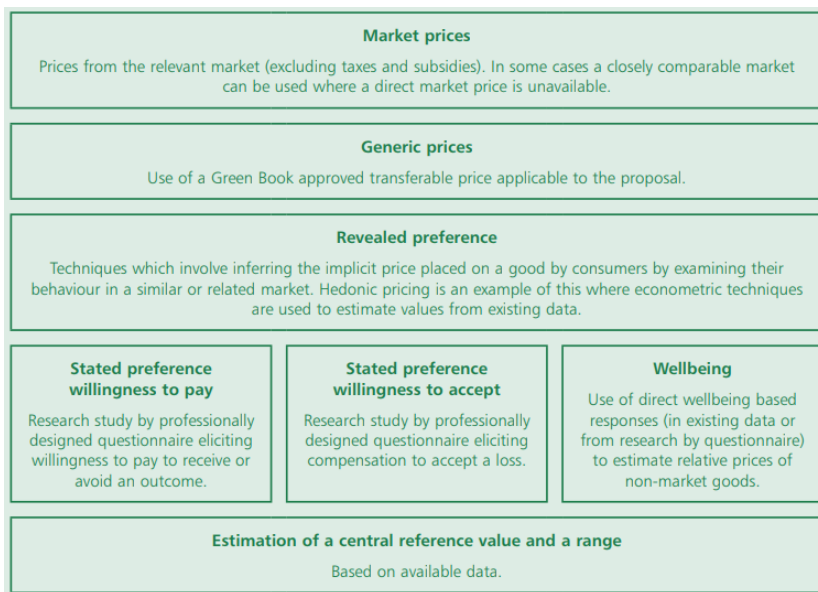 Market prices
Prices from the relevant market (excluding taxes and subsidies). In some cases a closely comparable market
can be used where a direct market price is unavailable.
Generic prices
Use of a Green Book approved transferable price applicable to the proposal.
Revealed preference
Techniques which involve inferring the implicit price placed on a good by consumers by examining their
behaviour in a similar or related market. Hedonic pricing is an example of this where econometric techniques
are used to estimate values from existing data.
Stated preference
willingness to pay
Research study by professionally
designed questionnaire eliciting
willingness to pay to receive or
avoid an outcome.
Stated preference
willingness to accept
Research study by professionally
designed questionnaire eliciting
compensation to accept a loss.
Wellbeing
Use of direct wellbeing based
responses (in existing data or
from research by questionnaire)
to estimate relative prices of
non-market goods.
Estimation of a central reference value and a range
Based on available data.